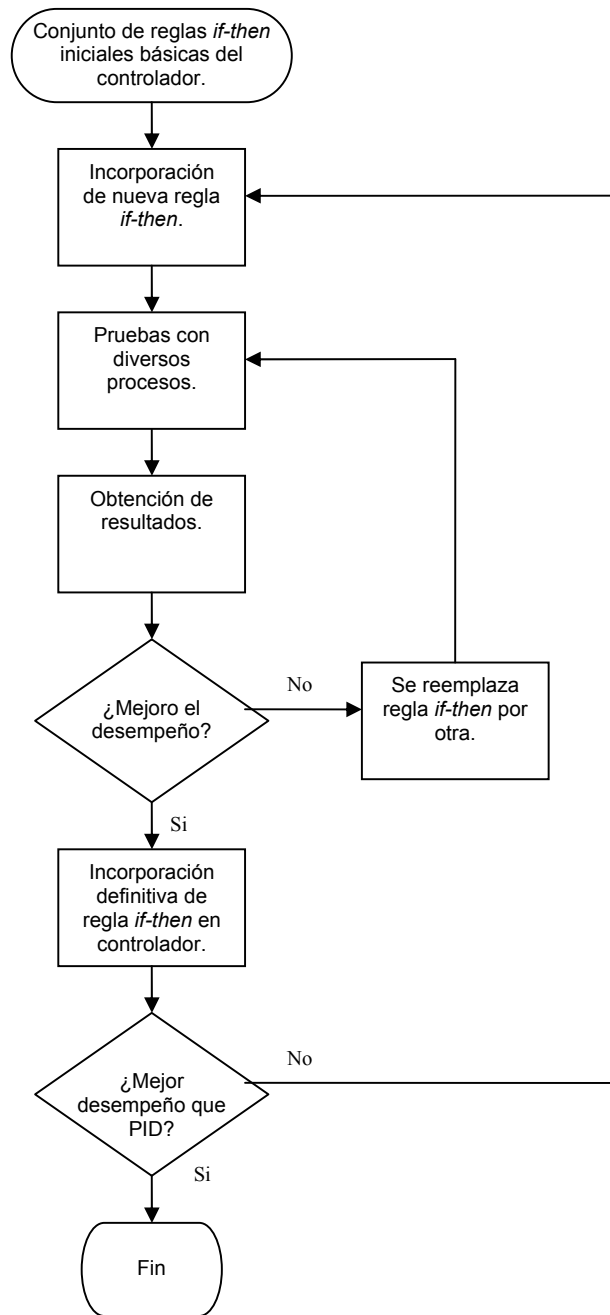 Conjunto de reglas if-then
iniciales básicas del
controlador.
Incorporación
de nueva regla
if-then.
Pruebas con
diversos
procesos.
Obtención de
resultados.
¿Mejoro el
desempeño?
No
Se reemplaza
regla if-then por
otra.
Si
Incorporación
definitiva de
regla if-then en
controlador.
¿Mejor
desempeño que
PID?
No
Si
Fin